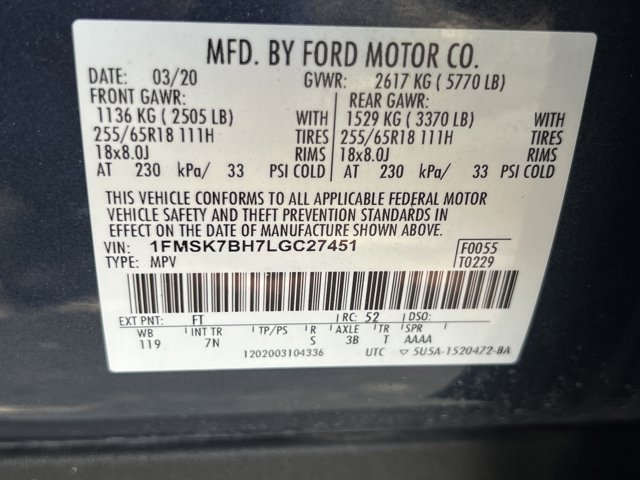 MFD. BY FORD MOTOR CO.
DATE: 03/20 GVWR: 2617 KG ( 5770 LB)
FRONT GAWR: REAR GAWR:
1136 KG ( 2505 LB) WITH 1529 KG ( 3370 LB) WITH
255/65R18 111H TIRES 255/65R18 111H TIRES
18x8.0J RIMS 18x8.0J RIMS
AT 230 kPa/ 33 PSI COLD AT 230 kPa/ 33 PSI COLD
THIS VEHICLE CONFORMS TO ALL APPLICABLE FEDERAL MOTOR
VEHICLE SAFETY AND THEFT PREVENTION STANDARDS IN
EFFECT ON THE DATE OF MANUFACTURE SHOWN ABOVE.
VIN: 1FMSK7BH7LGC27451 F0055
TYPE: MPV T0229
EXT PNT: FT RC: 52 DSO:
WB INT TR TP/PS R AXLE TR SPR
119 7N S 3B T AAAA
1202003104336 UTC ▽ 5U5A-1520472-BA